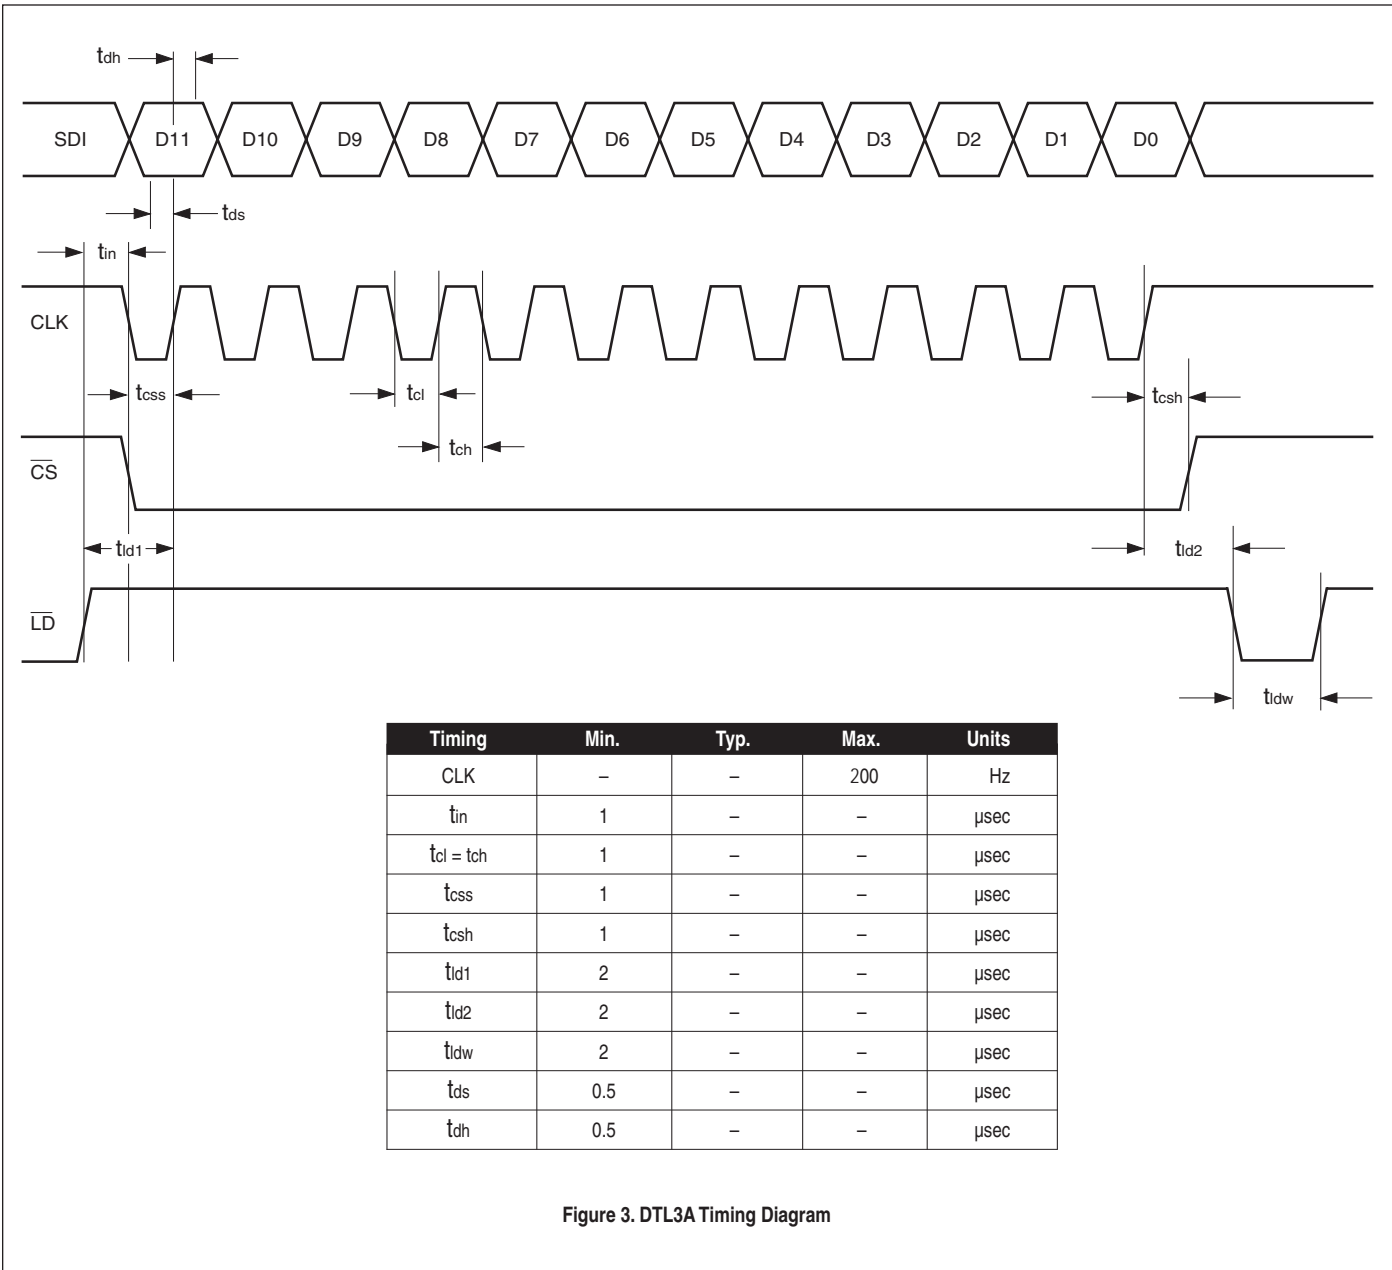 tdh
SDI D11 D10 D9 D8 D7 D6 D5 D4 D3 D2 D1 D0
tds
tin
CLK
tcss tcl tcsh
tch
CS
tld1 tld2
LD
tldw
Timing Min. Typ. Max. Units
CLK – – 200 Hz
tin 1 – – µsec
tcl = tch 1 – – µsec
tcss 1 – – µsec
tcsh 1 – – µsec
tld1 2 – – µsec
tld2 2 – – µsec
tldw 2 – – µsec
tds 0.5 – – µsec
tdh 0.5 – – µsec
Figure 3. DTL3A Timing Diagram